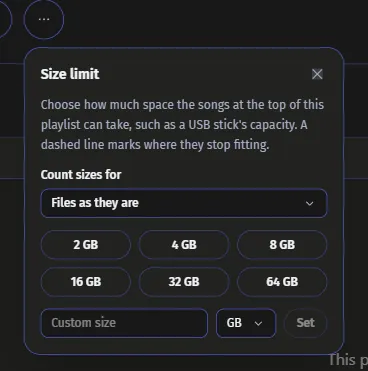 ...
Size limit
Choose how much space the songs at the top of this
playlist can take, such as a USB stick's capacity. A
dashed line marks where they stop fitting.
Count sizes for
Files as they are
2 GB 4 GB 8 GB
16 GB 32 GB 64 GB
Custom size GB Set
This p